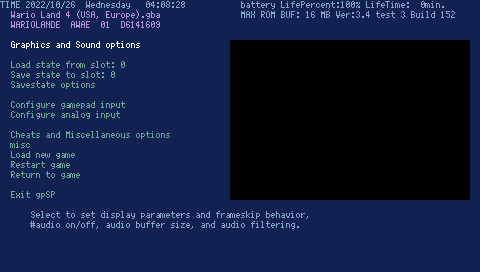 TIME 2022/10/26 Wednesday 04:08:28 battery LifePercent:100% LifeTime: 0min.
Wario Land 4 (USA, Europe).gba MAX ROM BUF: 16 MB Ver:3.4 test 3 Build 152
WARIOLANDE AWAE 01 D6141609
Graphics and Sound options
Load state from slot: 0
Save state to slot: 0
Savestate options
Configure gamepad input
Configure analog input
Cheats and Miscellaneous options
misc
Load new game
Restart game
Return to game
Exit gpSP
Select to set display parameters and frameskip behavior,
#audio on/off, audio buffer size, and audio filtering.